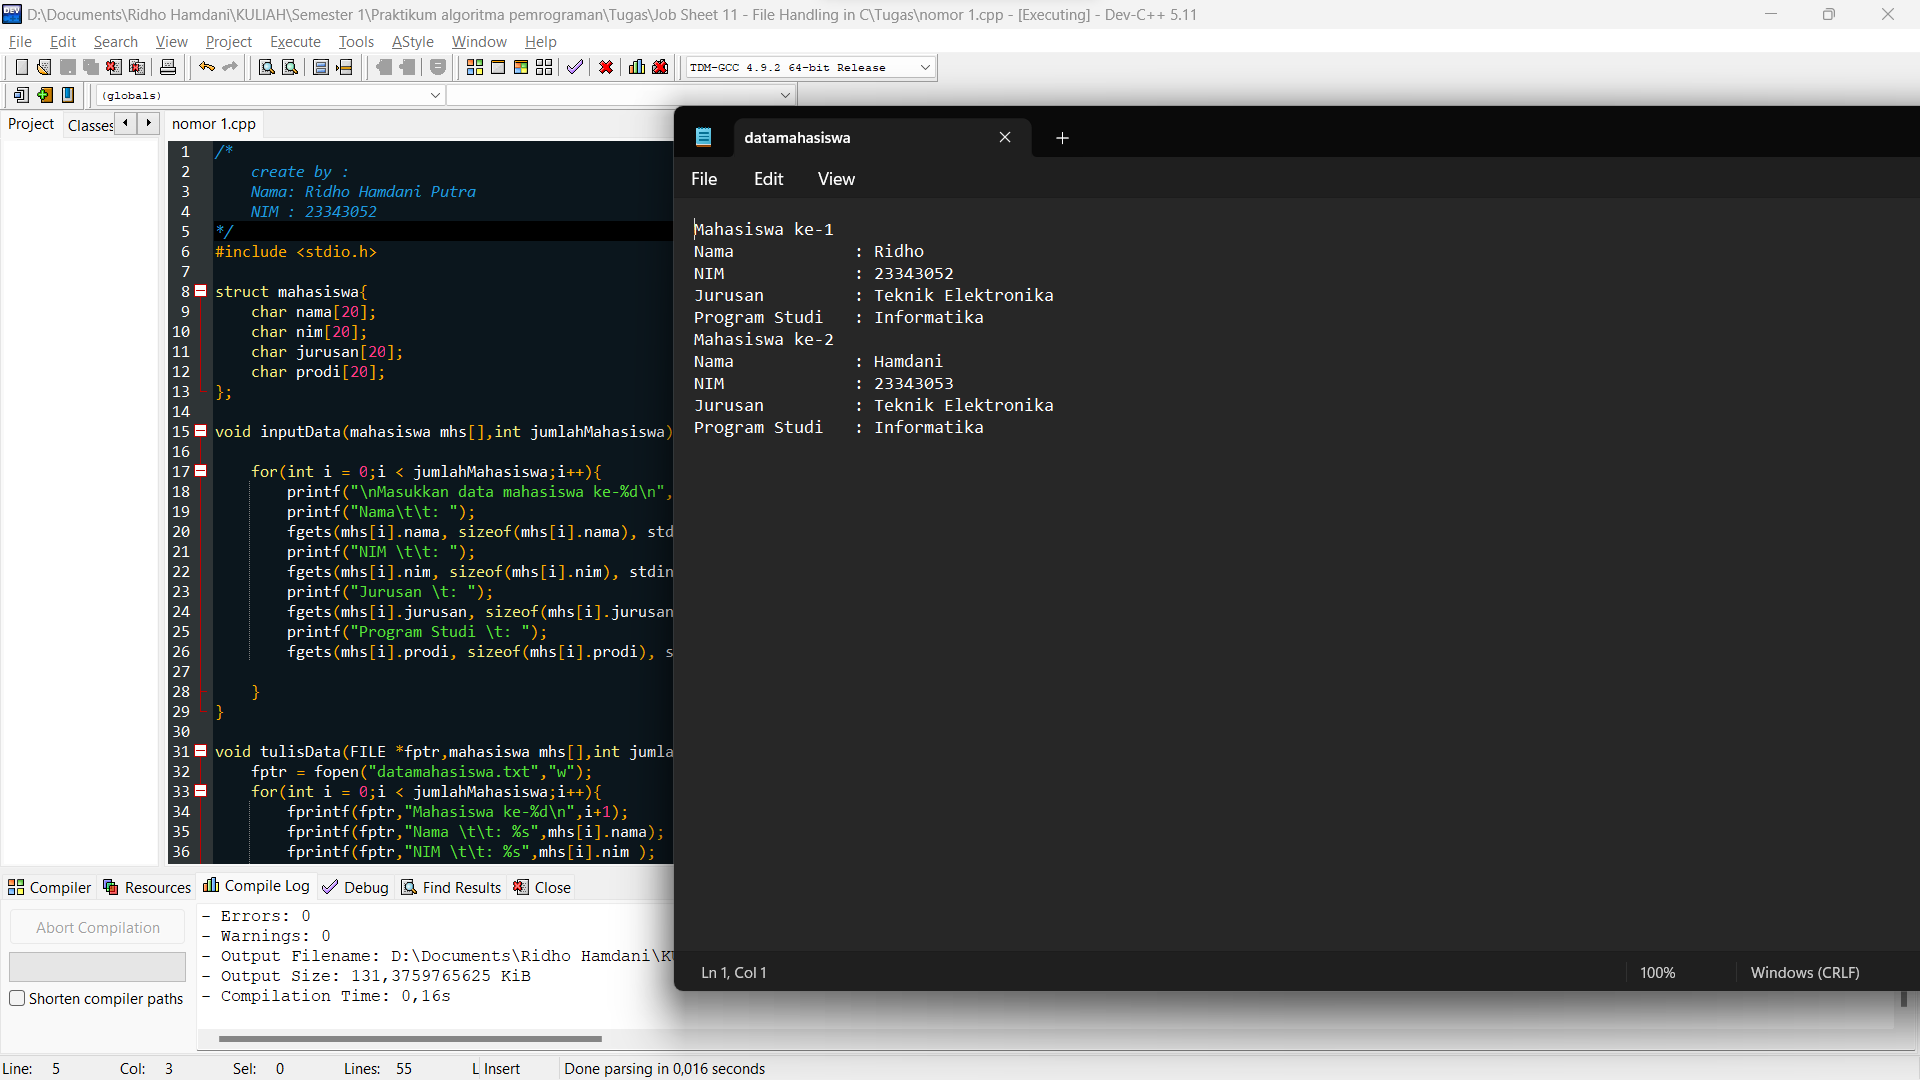 D:\Documents\Ridho Hamdani\KULIAH\Semester 1\Praktikum algoritma pemrograman\Tugas\Job Sheet 11 - File Handling in C\Tugas\nomor 1.cpp - [Executing] - Dev-C++ 5.11
File Edit Search View Project Execute Tools AStyle Window Help
TDM-GCC 4.9.2 64-bit Release
(globals)
Project Classes nomor 1.cpp
1 /*
2 create by :
3 Nama: Ridho Hamdani Putra
4 NIM : 23343052
5 */
6 #include <stdio.h>
7
8 struct mahasiswa{
9 char nama[20];
10 char nim[20];
11 char jurusan[20];
12 char prodi[20];
13 };
14
15 void inputData(mahasiswa mhs[],int jumlahMahasiswa)
16
17 for(int i = 0;i < jumlahMahasiswa;i++){
18 printf("\nMasukkan data mahasiswa ke-%d\n",
19 printf("Nama\t\t: ");
20 fgets(mhs[i].nama, sizeof(mhs[i].nama), std
21 printf("NIM \t\t: ");
22 fgets(mhs[i].nim, sizeof(mhs[i].nim), stdin
23 printf("Jurusan \t: ");
24 fgets(mhs[i].jurusan, sizeof(mhs[i].jurusan
25 printf("Program Studi \t: ");
26 fgets(mhs[i].prodi, sizeof(mhs[i].prodi), s
27
28 }
29 }
30
31 void tulisData(FILE *fptr,mahasiswa mhs[],int jumla
32 fptr = fopen("datamahasiswa.txt","w");
33 for(int i = 0;i < jumlahMahasiswa;i++){
34 fprintf(fptr,"Mahasiswa ke-%d\n",i+1);
35 fprintf(fptr,"Nama \t\t: %s",mhs[i].nama);
36 fprintf(fptr,"NIM \t\t: %s",mhs[i].nim );
datamahasiswa
File Edit View
Mahasiswa ke-1
Nama : Ridho
NIM : 23343052
Jurusan : Teknik Elektronika
Program Studi : Informatika
Mahasiswa ke-2
Nama : Hamdani
NIM : 23343053
Jurusan : Teknik Elektronika
Program Studi : Informatika
Ln 1, Col 1 100% Windows (CRLF)
Compiler Resources Compile Log Debug Find Results Close
Abort Compilation
Shorten compiler paths
- Errors: 0
- Warnings: 0
- Output Filename: D:\Documents\Ridho Hamdani\KU
- Output Size: 131,3759765625 KiB
- Compilation Time: 0,16s
Line: 5 Col: 3 Sel: 0 Lines: 55 L Insert Done parsing in 0,016 seconds